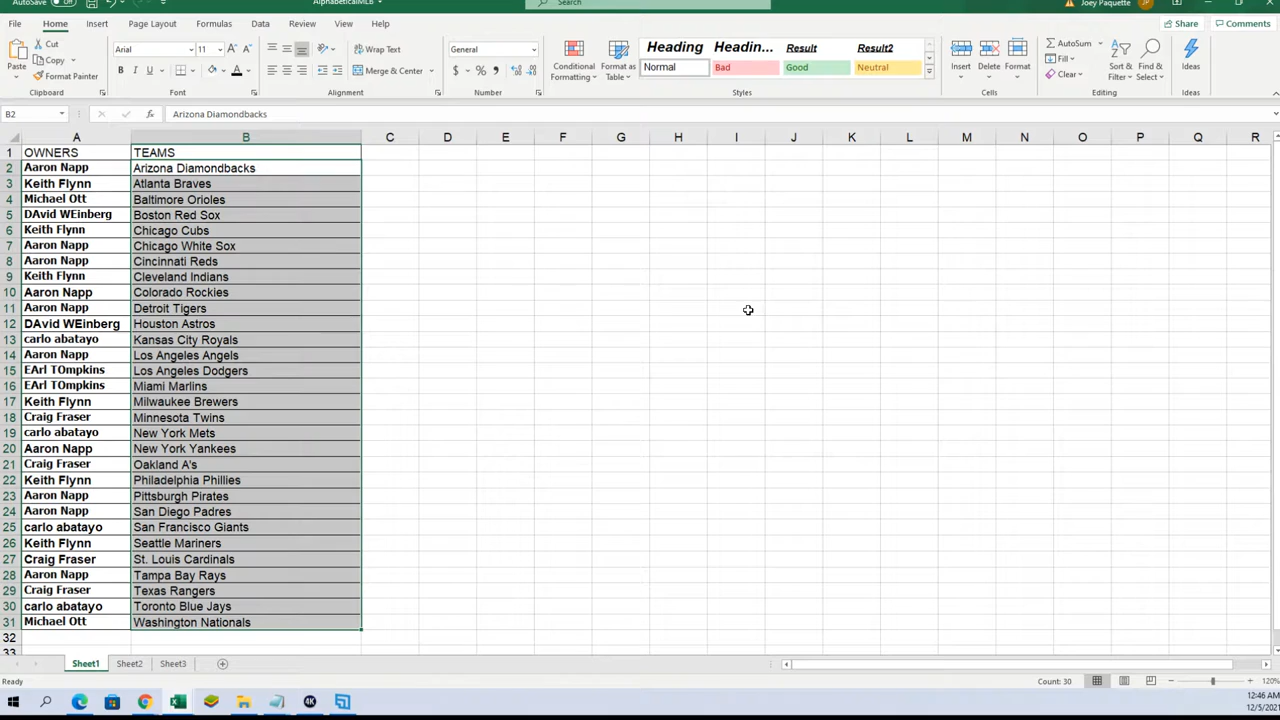 AutoSave Off AlphabeticalMLB Search Joey Paquette
File Home Insert Page Layout Formulas Data Review View Help Share Comments
Paste Cut Copy Format Painter Clipboard
Arial 11 A A B I U A Font
Wrap Text Merge & Center Alignment
General $ % Number
Conditional Formatting Format as Table
Heading Headin... Result Result2
Normal Bad Good Neutral
Styles
Insert Delete Format Cells
AutoSum Fill Clear Sort & Filter Find & Select Editing
Ideas Ideas
B2 fx Arizona Diamondbacks
A B C D E F G H I J K L M N O P Q R
1 OWNERS TEAMS
2 Aaron Napp Arizona Diamondbacks
3 Keith Flynn Atlanta Braves
4 Michael Ott Baltimore Orioles
5 DAvid WEinberg Boston Red Sox
6 Keith Flynn Chicago Cubs
7 Aaron Napp Chicago White Sox
8 Aaron Napp Cincinnati Reds
9 Keith Flynn Cleveland Indians
10 Aaron Napp Colorado Rockies
11 Aaron Napp Detroit Tigers
12 DAvid WEinberg Houston Astros
13 carlo abatayo Kansas City Royals
14 Aaron Napp Los Angeles Angels
15 EArl TOmpkins Los Angeles Dodgers
16 EArl TOmpkins Miami Marlins
17 Keith Flynn Milwaukee Brewers
18 Craig Fraser Minnesota Twins
19 carlo abatayo New York Mets
20 Aaron Napp New York Yankees
21 Craig Fraser Oakland A's
22 Keith Flynn Philadelphia Phillies
23 Aaron Napp Pittsburgh Pirates
24 Aaron Napp San Diego Padres
25 carlo abatayo San Francisco Giants
26 Keith Flynn Seattle Mariners
27 Craig Fraser St. Louis Cardinals
28 Aaron Napp Tampa Bay Rays
29 Craig Fraser Texas Rangers
30 carlo abatayo Toronto Blue Jays
31 Michael Ott Washington Nationals
32
33
Sheet1 Sheet2 Sheet3
Ready Count: 30 120%
4K
12:46 AM
12/5/2021